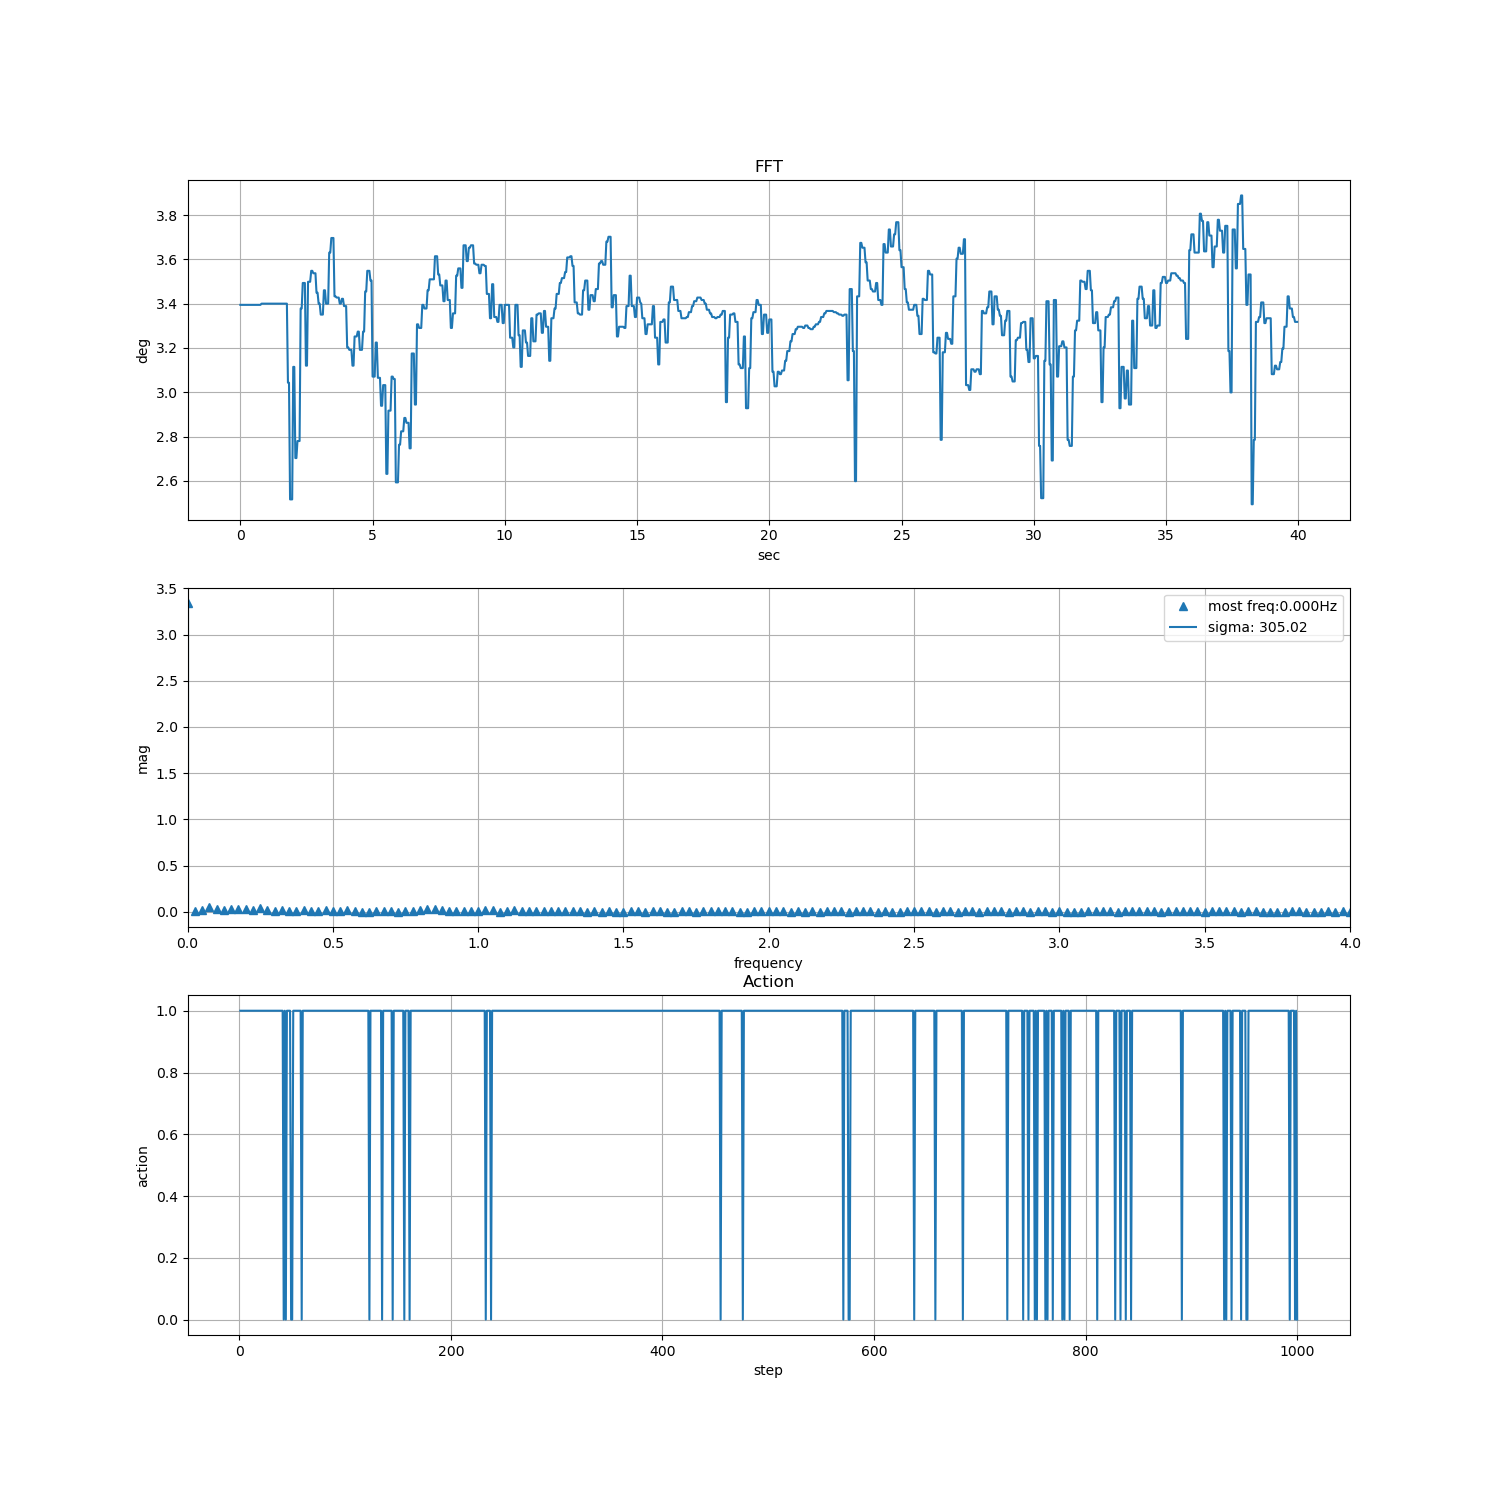 FFT
3.8
3.6
3.4
3.2
3.0
2.8
2.6
deg
0 5 10 15 20 25 30 35 40
sec
3.5
3.0
2.5
2.0
1.5
1.0
0.5
0.0
mag
most freq:0.000Hz
sigma: 305.02
0.0 0.5 1.0 1.5 2.0 2.5 3.0 3.5 4.0
frequency
Action
1.0
0.8
0.6
0.4
0.2
0.0
action
0 200 400 600 800 1000
step